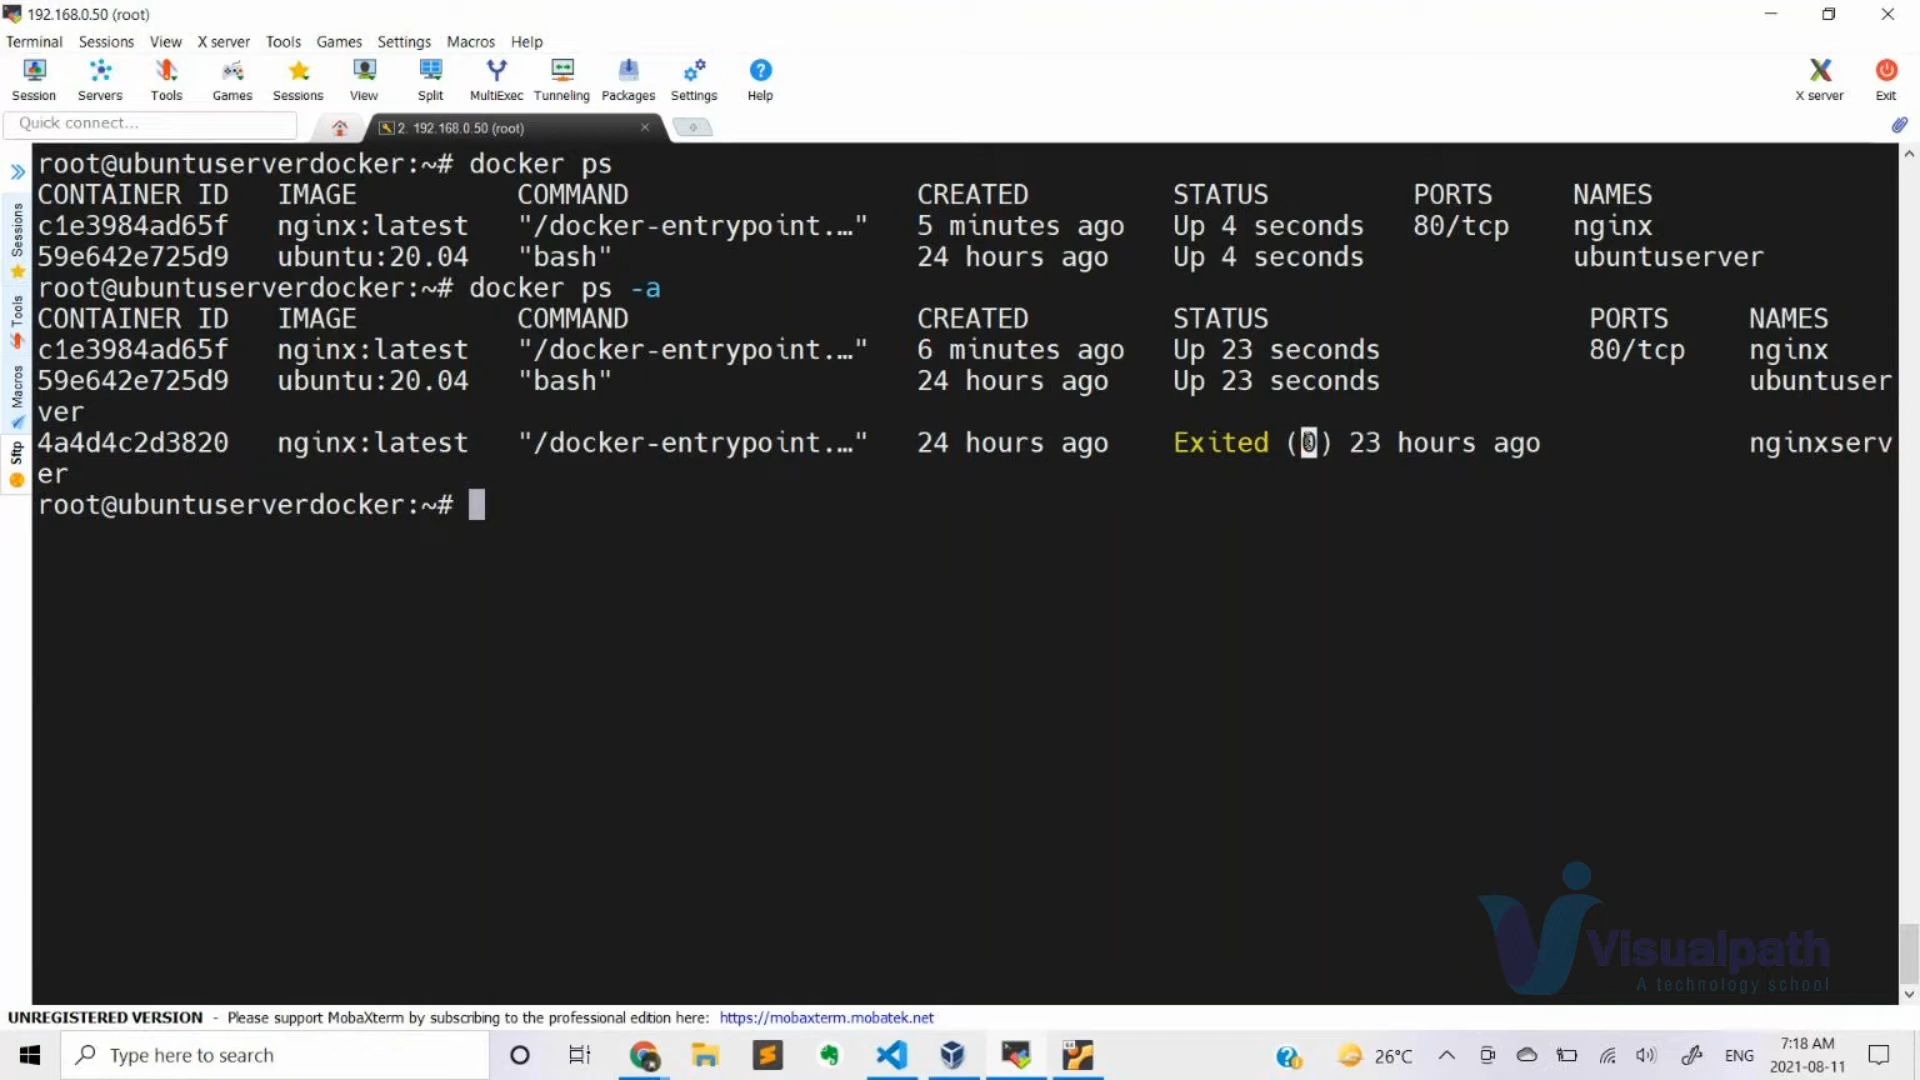 192.168.0.50 (root)
Terminal Sessions View X server Tools Games Settings Macros Help
Session Servers Tools Games Sessions View Split MultiExec Tunneling Packages Settings Help X server Exit
Quick connect...
2. 192.168.0.50 (root)
Sessions
Tools
Macros
Sftp
root@ubuntuserverdocker:~# docker ps
CONTAINER ID IMAGE COMMAND CREATED STATUS PORTS NAMES
c1e3984ad65f nginx:latest "/docker-entrypoint.…" 5 minutes ago Up 4 seconds 80/tcp nginx
59e642e725d9 ubuntu:20.04 "bash" 24 hours ago Up 4 seconds ubuntuserver
root@ubuntuserverdocker:~# docker ps -a
CONTAINER ID IMAGE COMMAND CREATED STATUS PORTS NAMES
c1e3984ad65f nginx:latest "/docker-entrypoint.…" 6 minutes ago Up 23 seconds 80/tcp nginx
59e642e725d9 ubuntu:20.04 "bash" 24 hours ago Up 23 seconds ubuntuser
ver
4a4d4c2d3820 nginx:latest "/docker-entrypoint.…" 24 hours ago Exited (0) 23 hours ago nginxserv
er
root@ubuntuserverdocker:~#
Visualpath
A technology school
UNREGISTERED VERSION - Please support MobaXterm by subscribing to the professional edition here: https://mobaxterm.mobatek.net
Type here to search
26°C
ENG
7:18 AM
2021-08-11